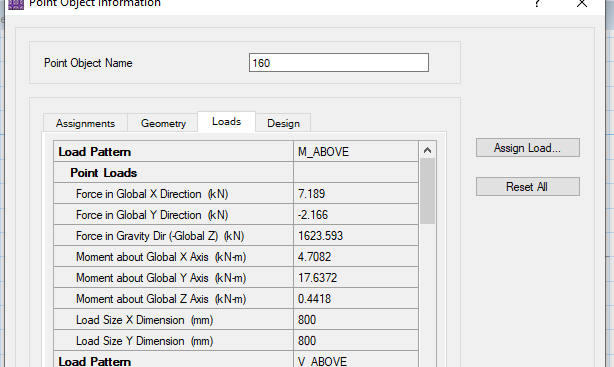 Point Object Information
?
Point Object Name 160
Assignments Geometry Loads Design
Load Pattern M_ABOVE
Point Loads
Force in Global X Direction (kN) 7.189
Force in Global Y Direction (kN) -2.166
Force in Gravity Dir (-Global Z) (kN) 1623.593
Moment about Global X Axis (kN-m) 4.7082
Moment about Global Y Axis (kN-m) 17.6372
Moment about Global Z Axis (kN-m) 0.4418
Load Size X Dimension (mm) 800
Load Size Y Dimension (mm) 800
Load Pattern V_ABOVE
Assign Load...
Reset All